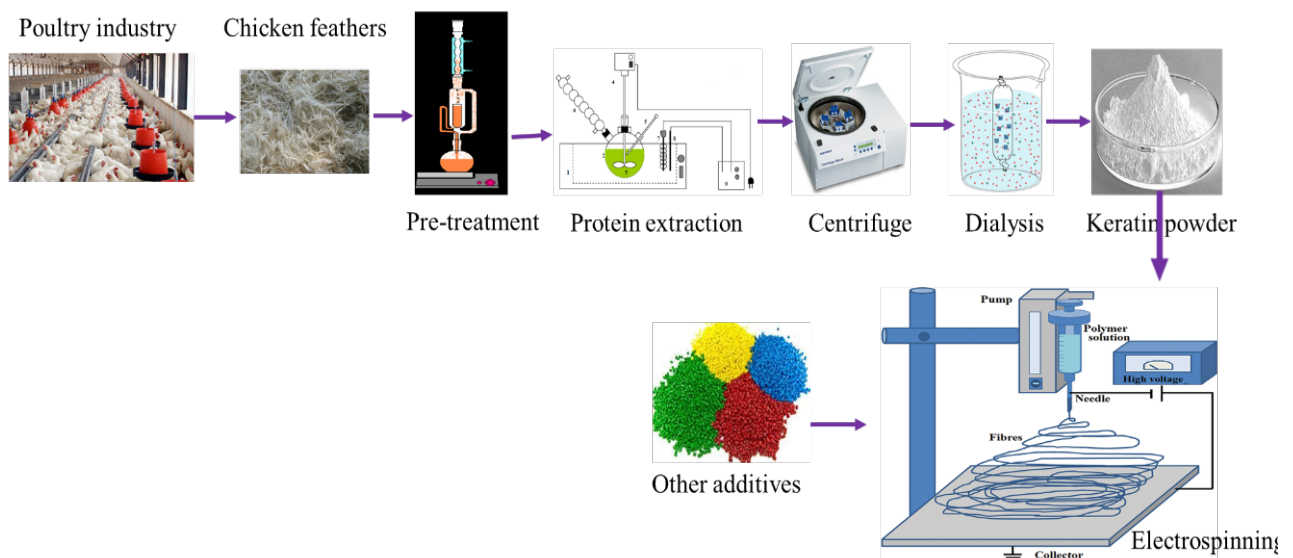 Poultry industry
Chicken feathers
Pre-treatment
Protein extraction
Centrifuge
Dialysis
Keratin powder
Other additives
Pump
Polymer
solution
High voltage
Needle
Fibres
Collector
Electrospinning